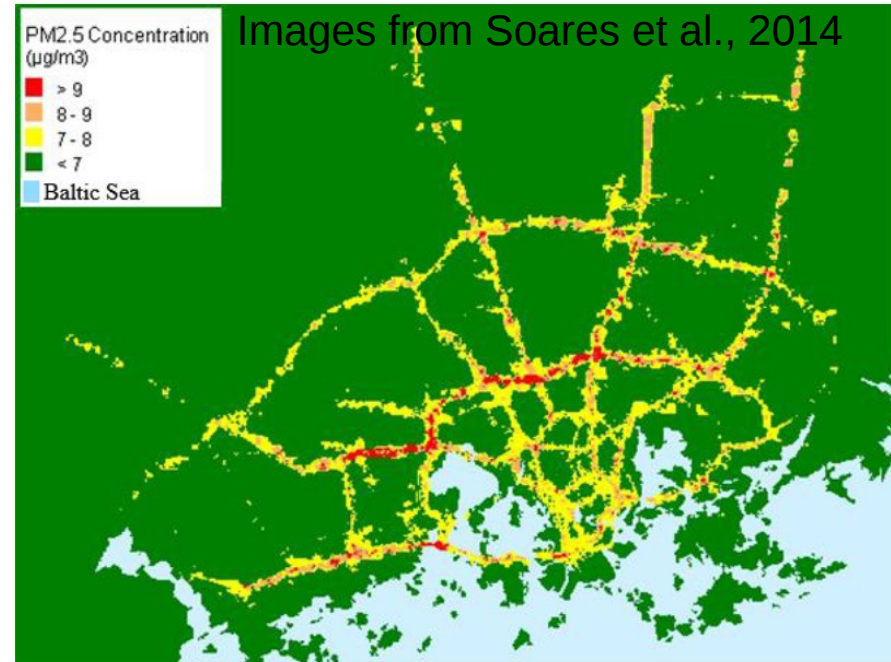 Images from Soares et al., 2014
PM2.5 Concentration
(µg/m3)
> 9
8 - 9
7 - 8
< 7
Baltic Sea